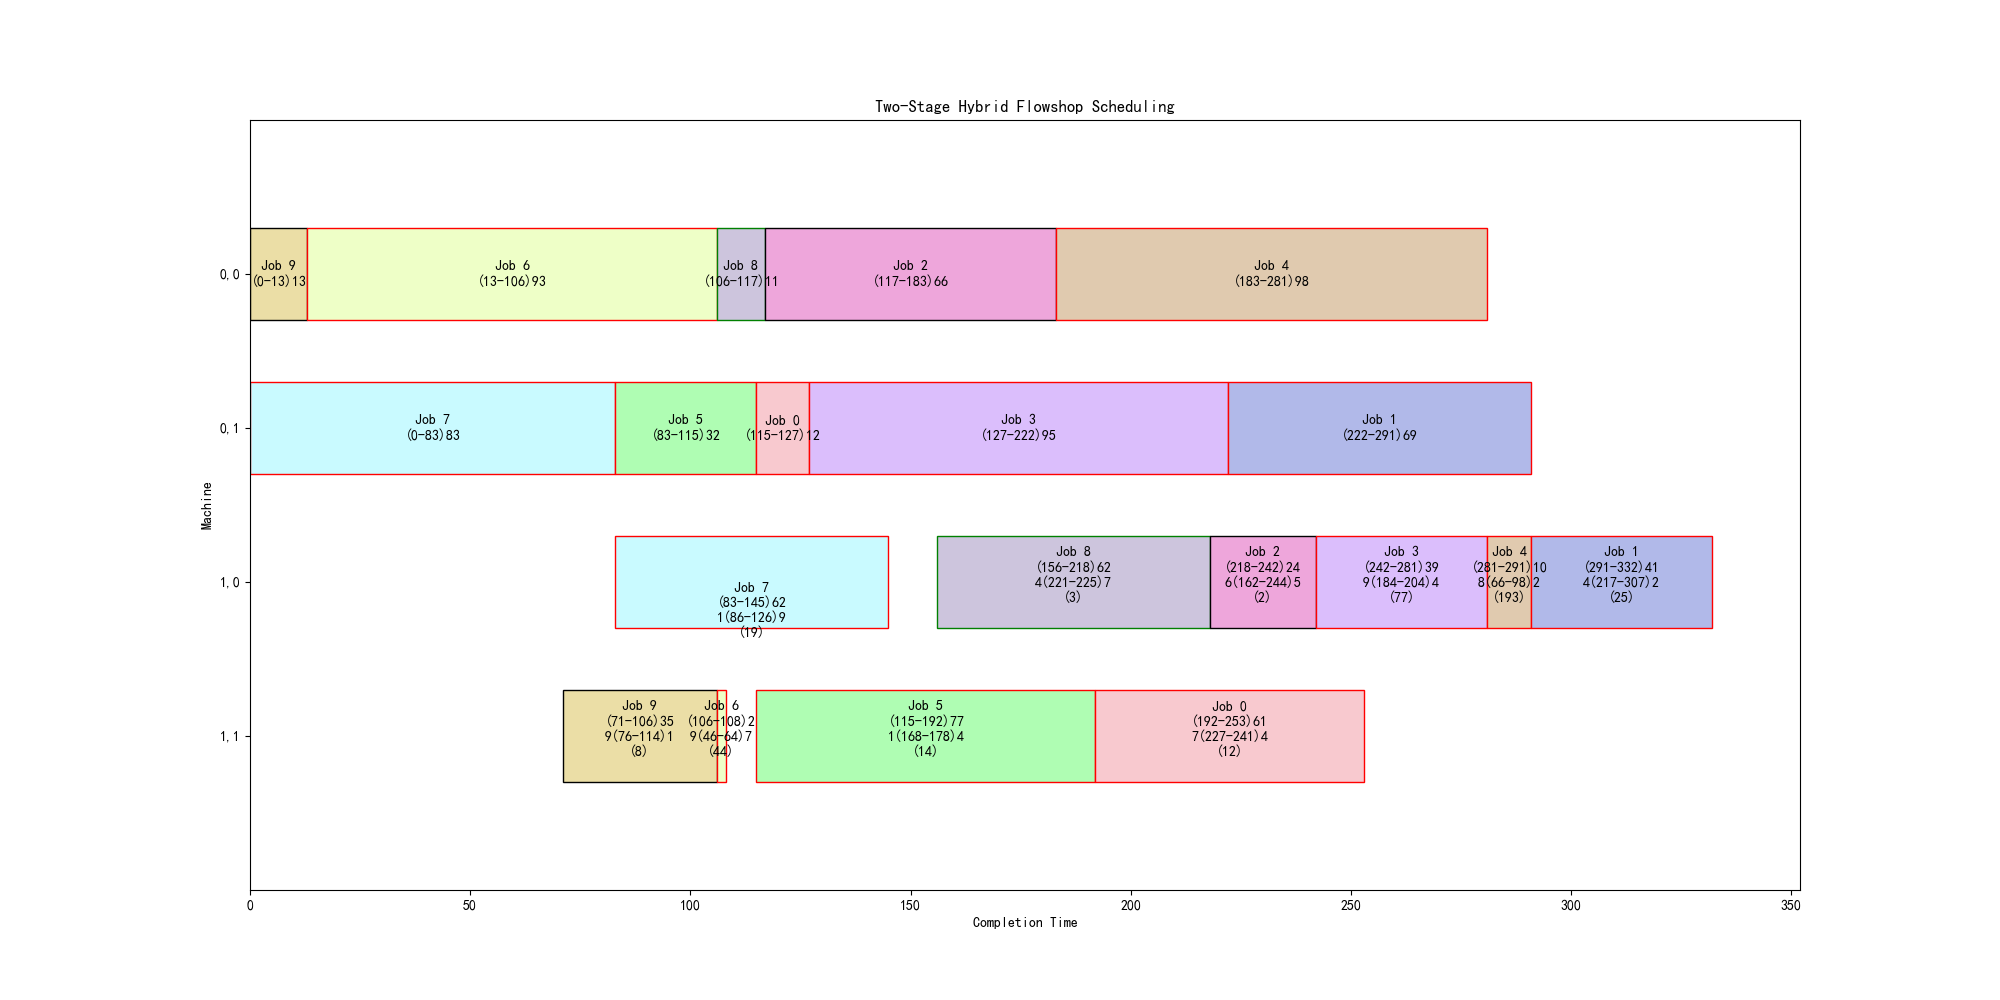 Two-Stage Hybrid Flowshop Scheduling
Machine
0,0
Job 9
(0-13)13
Job 6
(13-106)93
Job 8
(106-117)11
Job 2
(117-183)66
Job 4
(183-281)98
0,1
Job 7
(0-83)83
Job 5
(83-115)32
Job 0
(115-127)12
Job 3
(127-222)95
Job 1
(222-291)69
1,0
Job 7
(83-145)62
1(86-126)9
(19)
Job 8
(156-218)62
4(221-225)7
(3)
Job 2
(218-242)24
6(162-244)5
(2)
Job 3
(242-281)39
9(184-204)4
(77)
Job 4
(281-291)10
8(66-98)2
(193)
Job 1
(291-332)41
4(217-307)2
(25)
1,1
Job 9
(71-106)35
9(76-114)1
(8)
Job 6
(106-108)2
9(46-64)7
(44)
Job 5
(115-192)77
1(168-178)4
(14)
Job 0
(192-253)61
7(227-241)4
(12)
0
50
100
150
200
250
300
350
Completion Time